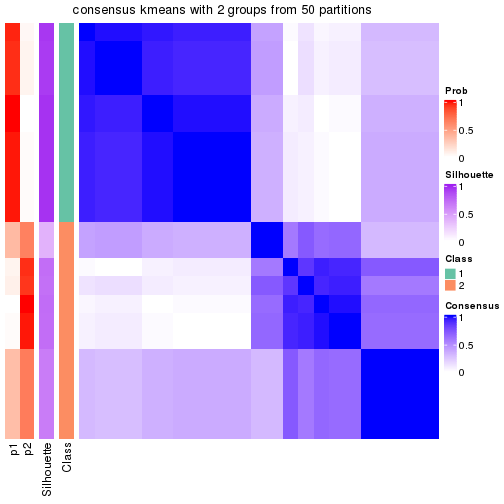 consensus kmeans with 2 groups from 50 partitions
Prob
1
0.5
0
Silhouette
1
0.5
0
Class
1
2
Consensus
1
0.5
0
p1
p2
Silhouette
Class